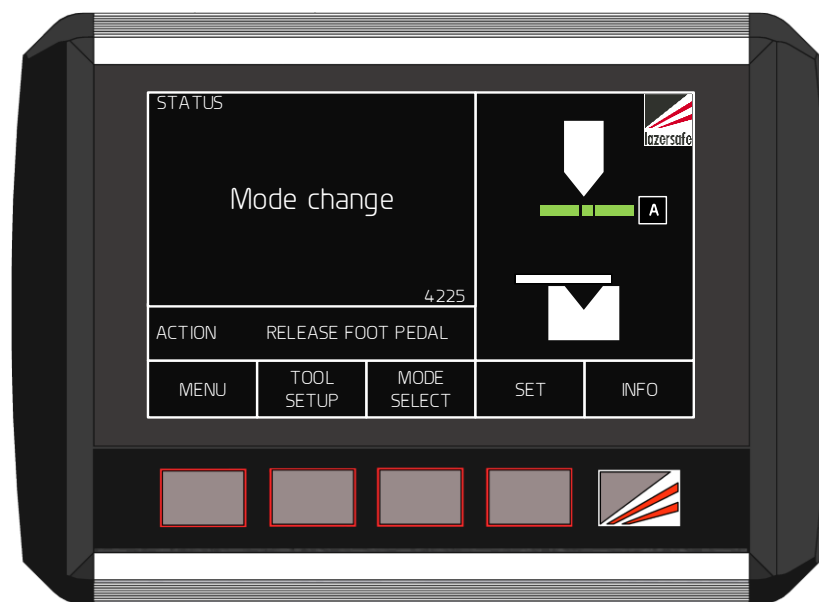 STATUS
lazersafe
Mode change
A
4225
ACTION RELEASE FOOT PEDAL
MENU
TOOL
SETUP
MODE
SELECT
SET
INFO